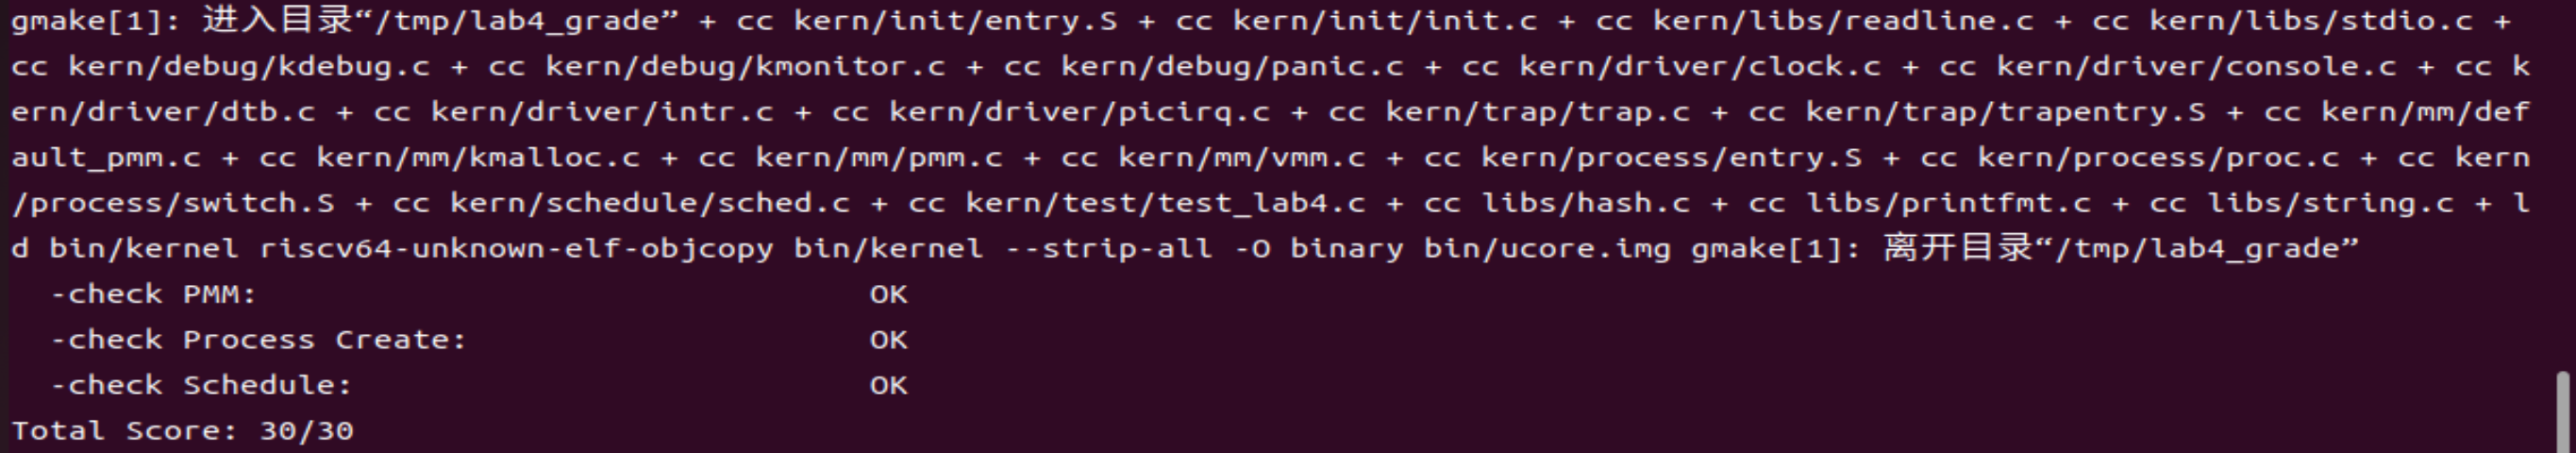 gmake[1]: 进入目录“/tmp/lab4_grade” + cc kern/init/entry.S + cc kern/init/init.c + cc kern/libs/readline.c + cc kern/libs/stdio.c +
cc kern/debug/kdebug.c + cc kern/debug/kmonitor.c + cc kern/debug/panic.c + cc kern/driver/clock.c + cc kern/driver/console.c + cc k
ern/driver/dtb.c + cc kern/driver/intr.c + cc kern/driver/picirq.c + cc kern/trap/trap.c + cc kern/trap/trapentry.S + cc kern/mm/def
ault_pmm.c + cc kern/mm/kmalloc.c + cc kern/mm/pmm.c + cc kern/mm/vmm.c + cc kern/process/entry.S + cc kern/process/proc.c + cc kern
/process/switch.S + cc kern/schedule/sched.c + cc kern/test/test_lab4.c + cc libs/hash.c + cc libs/printfmt.c + cc libs/string.c + l
d bin/kernel riscv64-unknown-elf-objcopy bin/kernel --strip-all -O binary bin/ucore.img gmake[1]: 离开目录“/tmp/lab4_grade”
-check PMM: OK
-check Process Create: OK
-check Schedule: OK
Total Score: 30/30